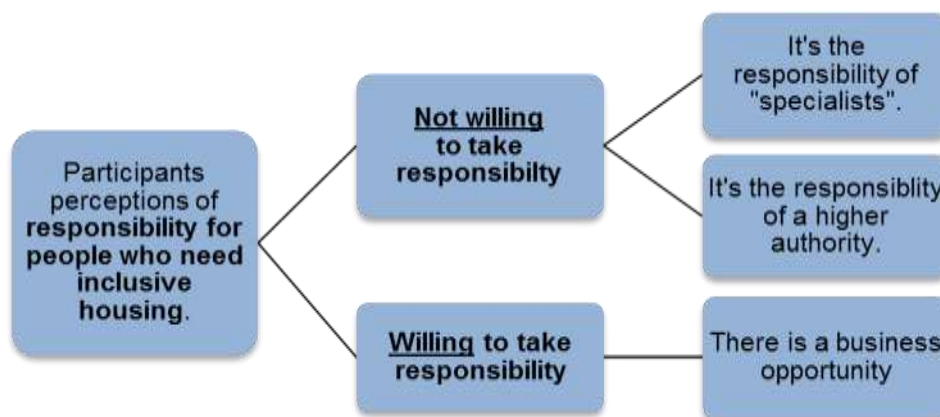 Participants
perceptions of
responsibility for
people who need
inclusive
housing.
Not willing
to take
responsibilty
Willing to take
responsibility
It's the
responsibility of
"specialists".
It's the responsiblity
of a higher
authority.
There is a business
opportunity